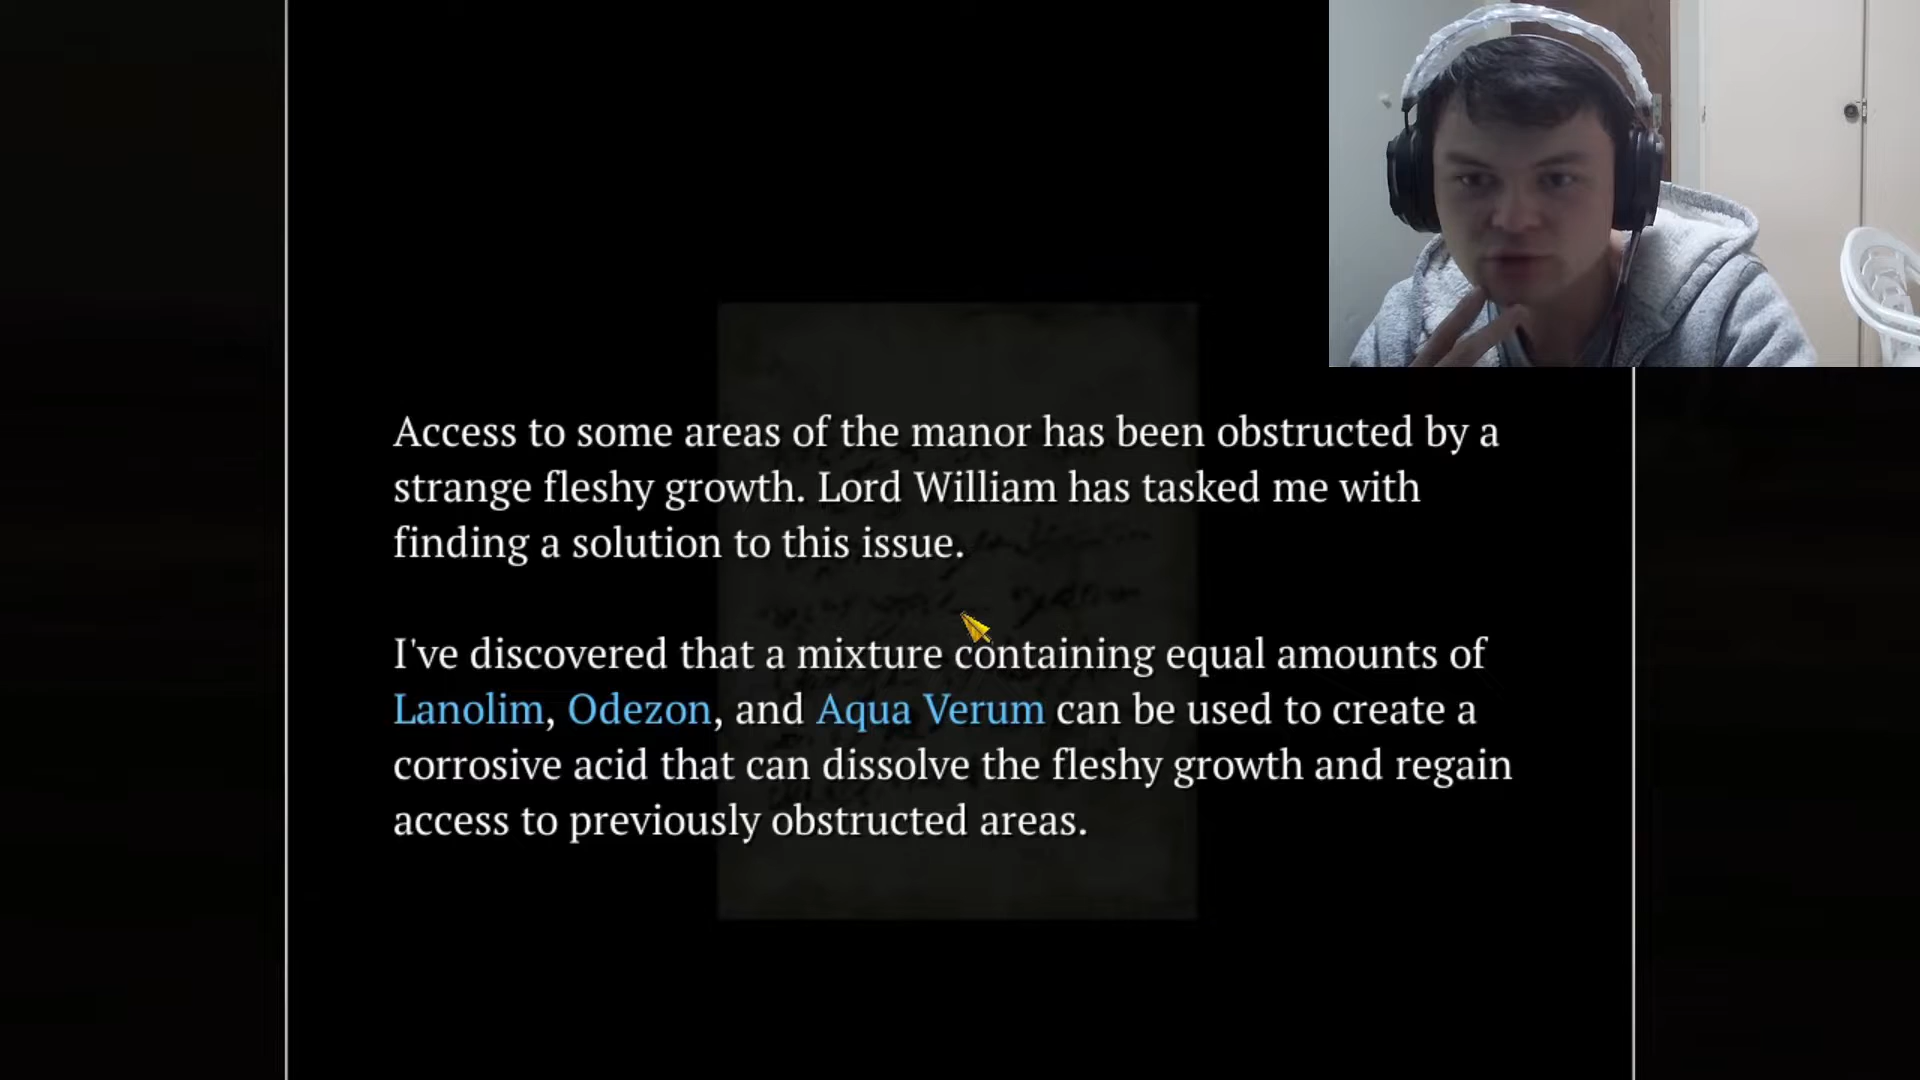 Access to some areas of the manor has been obstructed by a
strange fleshy growth. Lord William has tasked me with
finding a solution to this issue.
I've discovered that a mixture containing equal amounts of
Lanolim, Odezon, and Aqua Verum can be used to create a
corrosive acid that can dissolve the fleshy growth and regain
access to previously obstructed areas.